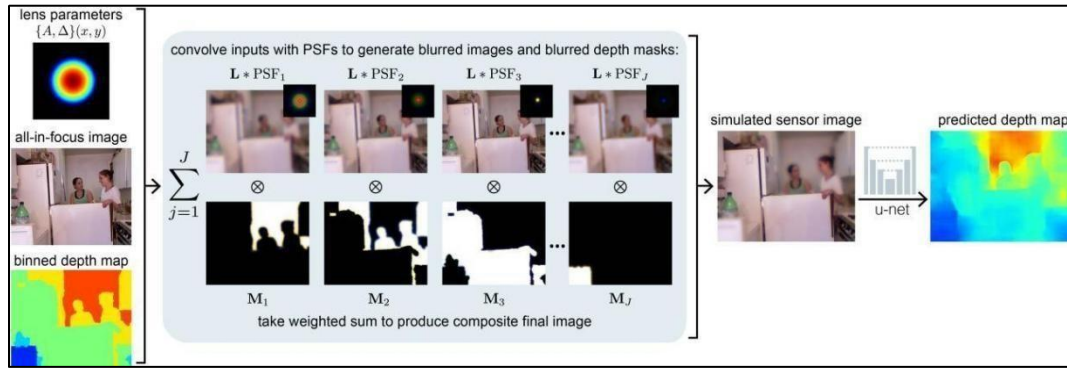 lens parameters
{A, Δ}(x, y)
all-in-focus image
binned depth map
convolve inputs with PSFs to generate blurred images and blurred depth masks:
L ∗ PSF₁
L ∗ PSF₂
L ∗ PSF₃
L ∗ PSF_J
...
J
∑
j=1
⊗
⊗
⊗
⊗
...
M₁
M₂
M₃
M_J
take weighted sum to produce composite final image
simulated sensor image
u-net
predicted depth map